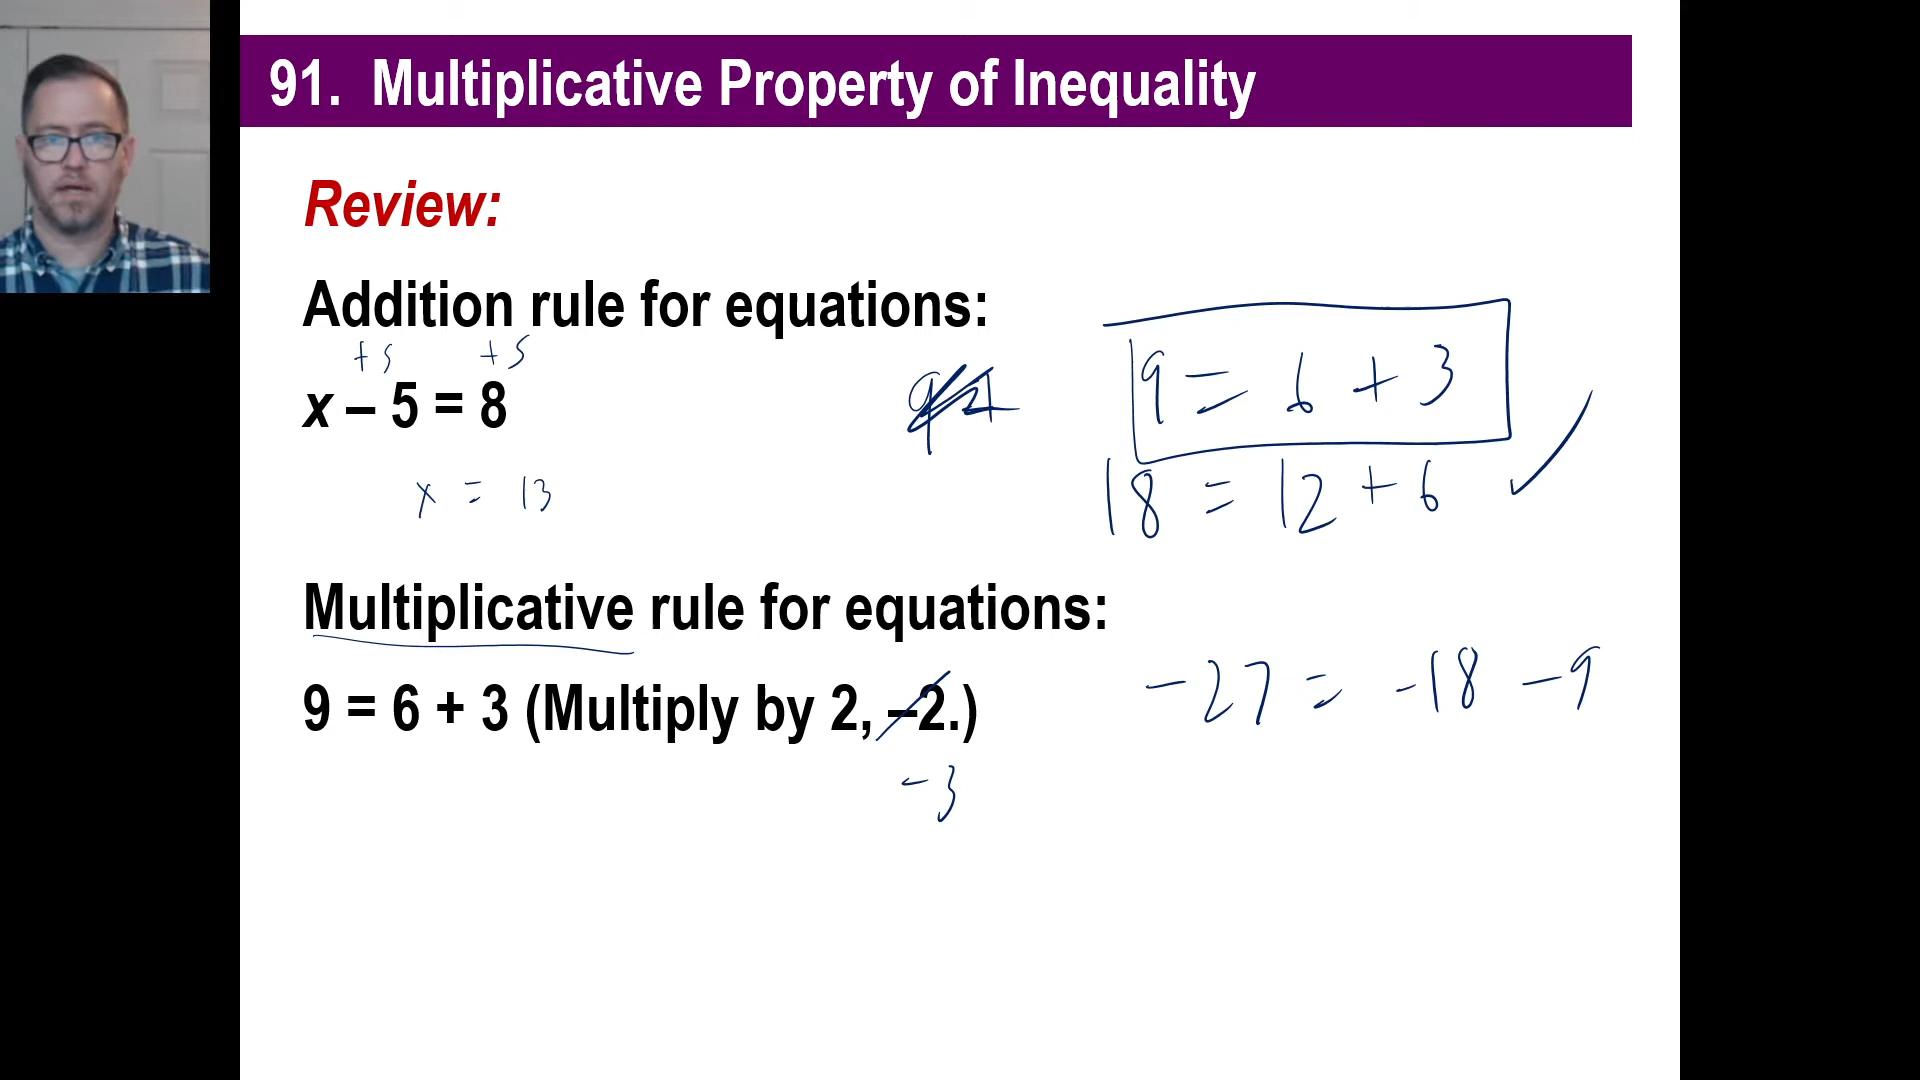 91. Multiplicative Property of Inequality
Review:
Addition rule for equations:
+5 +5
x – 5 = 8
x = 13
9 = 6 + 3
18 = 12 + 6
Multiplicative rule for equations:
9 = 6 + 3 (Multiply by 2, –2.)
-3
-27 = -18 -9